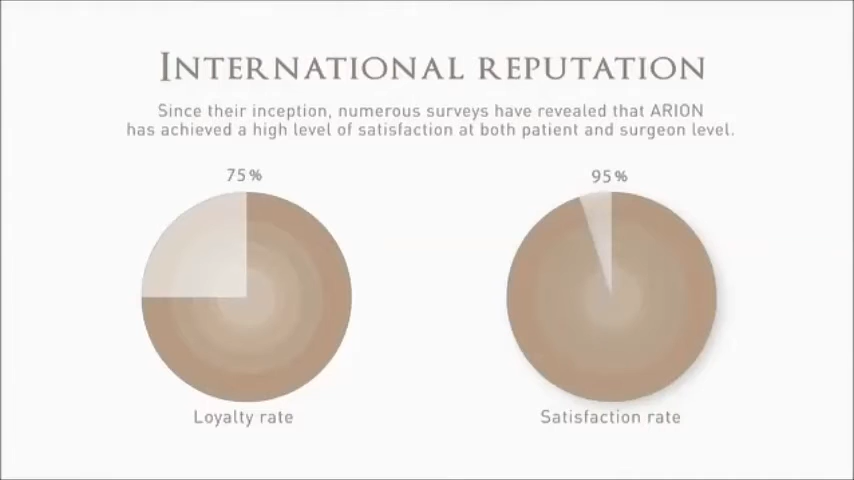 INTERNATIONAL REPUTATION
Since their inception, numerous surveys have revealed that ARION
has achieved a high level of satisfaction at both patient and surgeon level.
75%
95%
Loyalty rate
Satisfaction rate